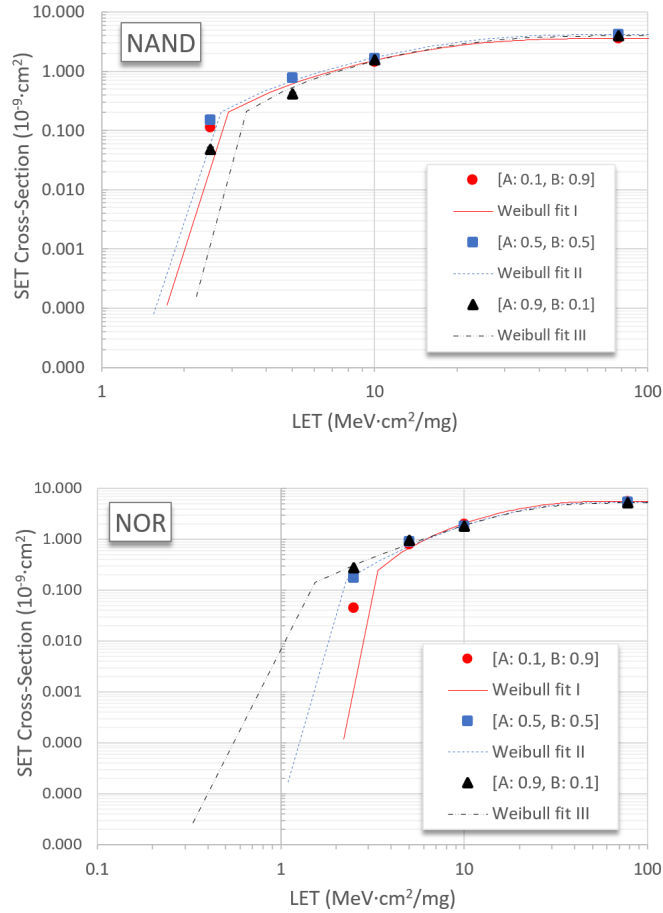 NAND
SET Cross-Section (10⁻⁹·cm²)
10.000
1.000
0.100
0.010
0.001
0.000
0.000
[A: 0.1, B: 0.9]
Weibull fit I
[A: 0.5, B: 0.5]
Weibull fit II
[A: 0.9, B: 0.1]
Weibull fit III
1 10 100
LET (MeV·cm²/mg)
NOR
SET Cross-Section (10⁻⁹·cm²)
10.000
1.000
0.100
0.010
0.001
0.000
0.000
0.000
[A: 0.1, B: 0.9]
Weibull fit I
[A: 0.5, B: 0.5]
Weibull fit II
[A: 0.9, B: 0.1]
Weibull fit III
0.1 1 10 100
LET (MeV·cm²/mg)